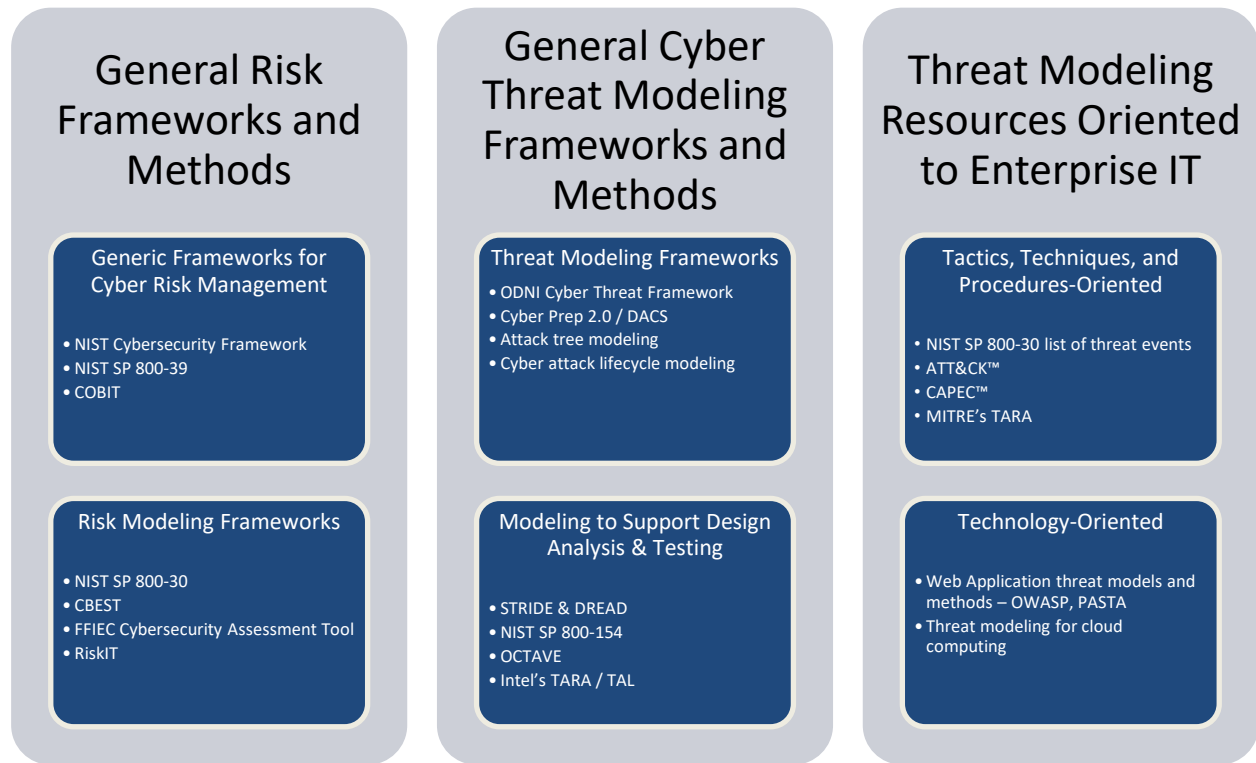 General Risk
Frameworks and
Methods
Generic Frameworks for
Cyber Risk Management
• NIST Cybersecurity Framework
• NIST SP 800-39
• COBIT
Risk Modeling Frameworks
• NIST SP 800-30
• CBEST
• FFIEC Cybersecurity Assessment Tool
• RiskIT
General Cyber
Threat Modeling
Frameworks and
Methods
Threat Modeling Frameworks
• ODNI Cyber Threat Framework
• Cyber Prep 2.0 / DACS
• Attack tree modeling
• Cyber attack lifecycle modeling
Modeling to Support Design
Analysis & Testing
• STRIDE & DREAD
• NIST SP 800-154
• OCTAVE
• Intel's TARA / TAL
Threat Modeling
Resources Oriented
to Enterprise IT
Tactics, Techniques, and
Procedures-Oriented
• NIST SP 800-30 list of threat events
• ATT&CK™
• CAPEC™
• MITRE's TARA
Technology-Oriented
• Web Application threat models and
methods – OWASP, PASTA
• Threat modeling for cloud
computing